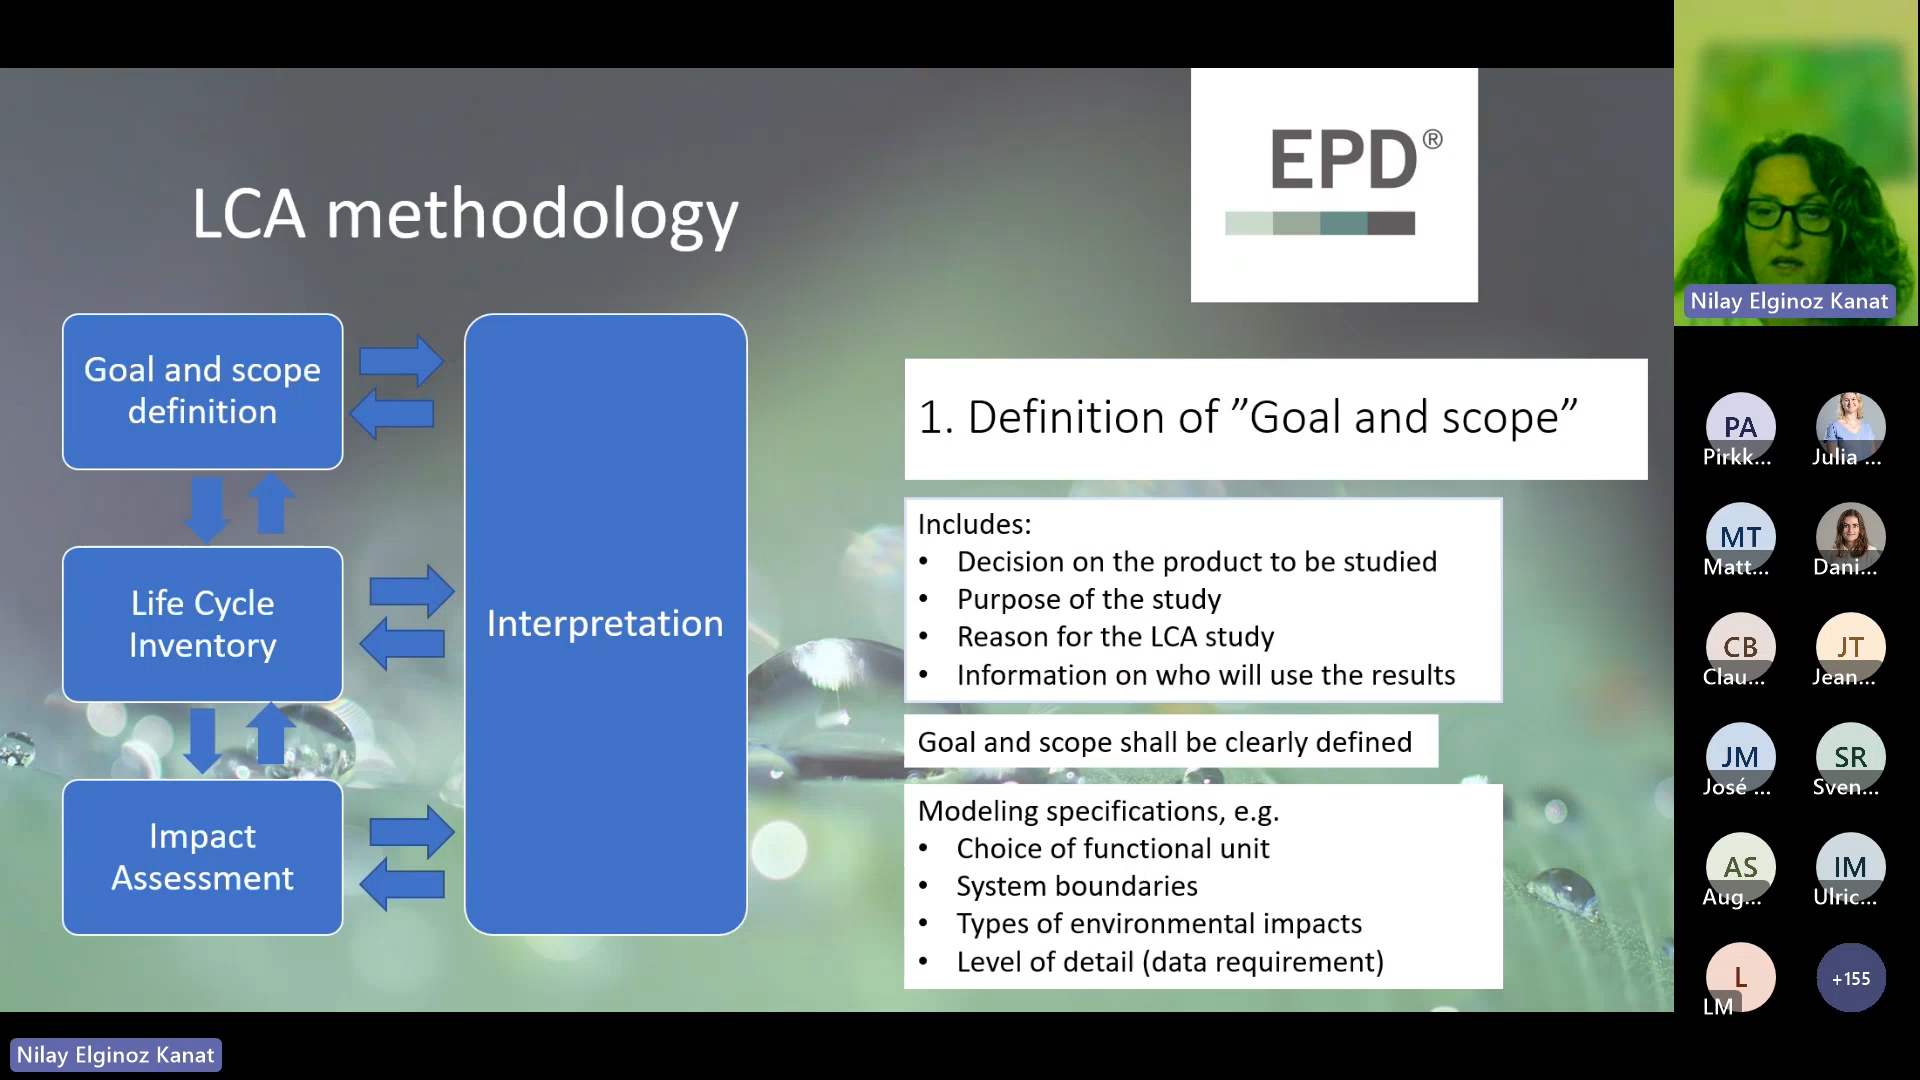 LCA methodology
EPD®
Goal and scope
definition
Life Cycle
Inventory
Impact
Assessment
Interpretation
1. Definition of ”Goal and scope”
Includes:
• Decision on the product to be studied
• Purpose of the study
• Reason for the LCA study
• Information on who will use the results
Goal and scope shall be clearly defined
Modeling specifications, e.g.
• Choice of functional unit
• System boundaries
• Types of environmental impacts
• Level of detail (data requirement)
Nilay Elginoz Kanat
PA
Pirkk...
Julia ...
MT
Matt...
Dani...
CB
Clau...
JT
Jean...
JM
José ...
SR
Sven...
AS
Aug...
IM
Ulric...
L
LM
+155
Nilay Elginoz Kanat